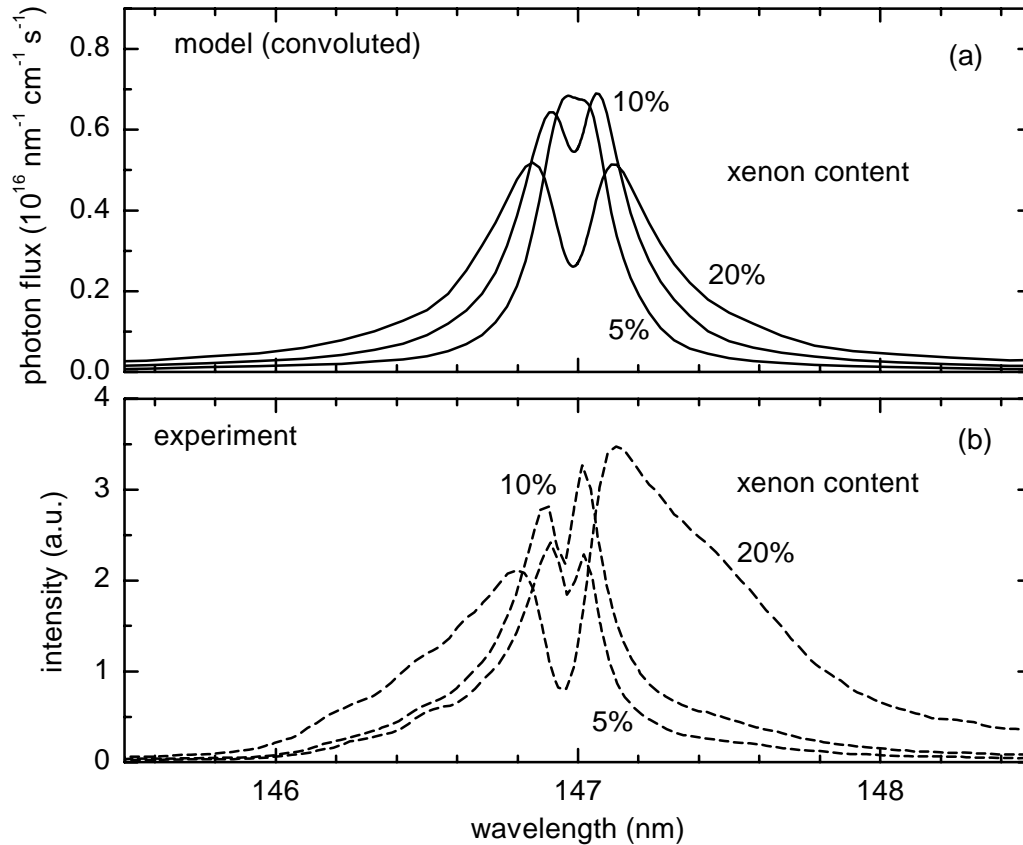 model (convoluted)
(a)
0.8
0.6
0.4
0.2
0.0
photon flux (10¹⁶ nm⁻¹ cm⁻¹ s⁻¹)
10%
xenon content
20%
5%
experiment
(b)
4
3
2
1
0
intensity (a.u.)
10%
xenon content
20%
5%
146 147 148
wavelength (nm)